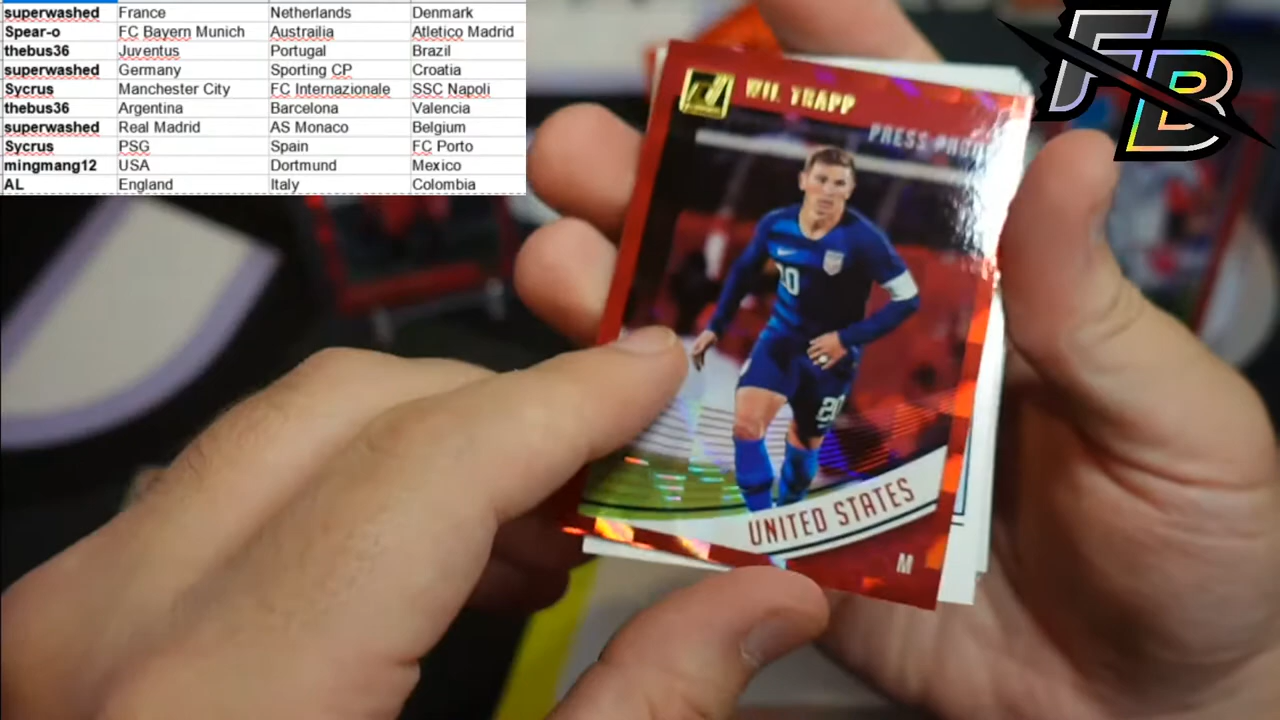 superwashed France Netherlands Denmark
Spear-o FC Bayern Munich Austrailia Atletico Madrid
thebus36 Juventus Portugal Brazil
superwashed Germany Sporting CP Croatia
Sycrus Manchester City FC Internazionale SSC Napoli
thebus36 Argentina Barcelona Valencia
superwashed Real Madrid AS Monaco Belgium
Sycrus PSG Spain FC Porto
mingmang12 USA Dortmund Mexico
AL England Italy Colombia
FB
WIL TRAPP
PRESS
20
20
UNITED STATES
M